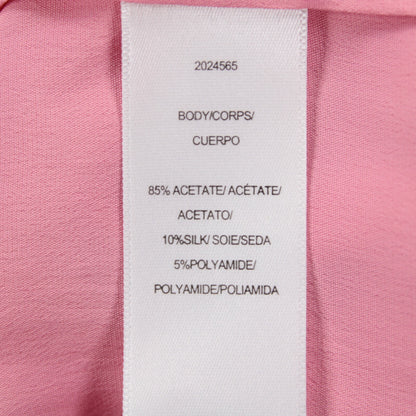 2024565
BODY/CORPS/
CUERPO
85% ACETATE/ ACÉTATE/
ACETATO/
10%SILK/ SOIE/SEDA
5%POLYAMIDE/
POLYAMIDE/POLIAMIDA